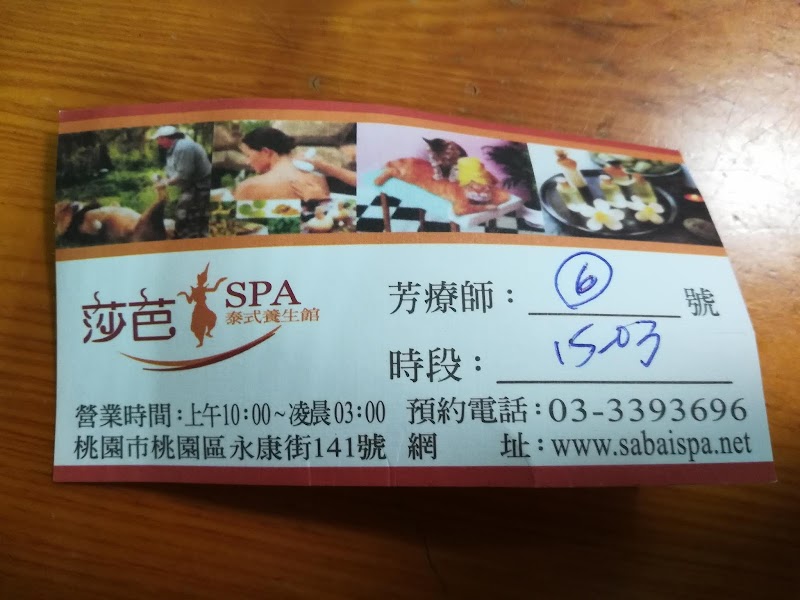 莎芭 SPA
泰式養生館
芳療師：6 號
時段：15-03
營業時間：上午10：00～凌晨03：00
預約電話：03-3393696
桃園市桃園區永康街141號
網　　址：www.sabaispa.net